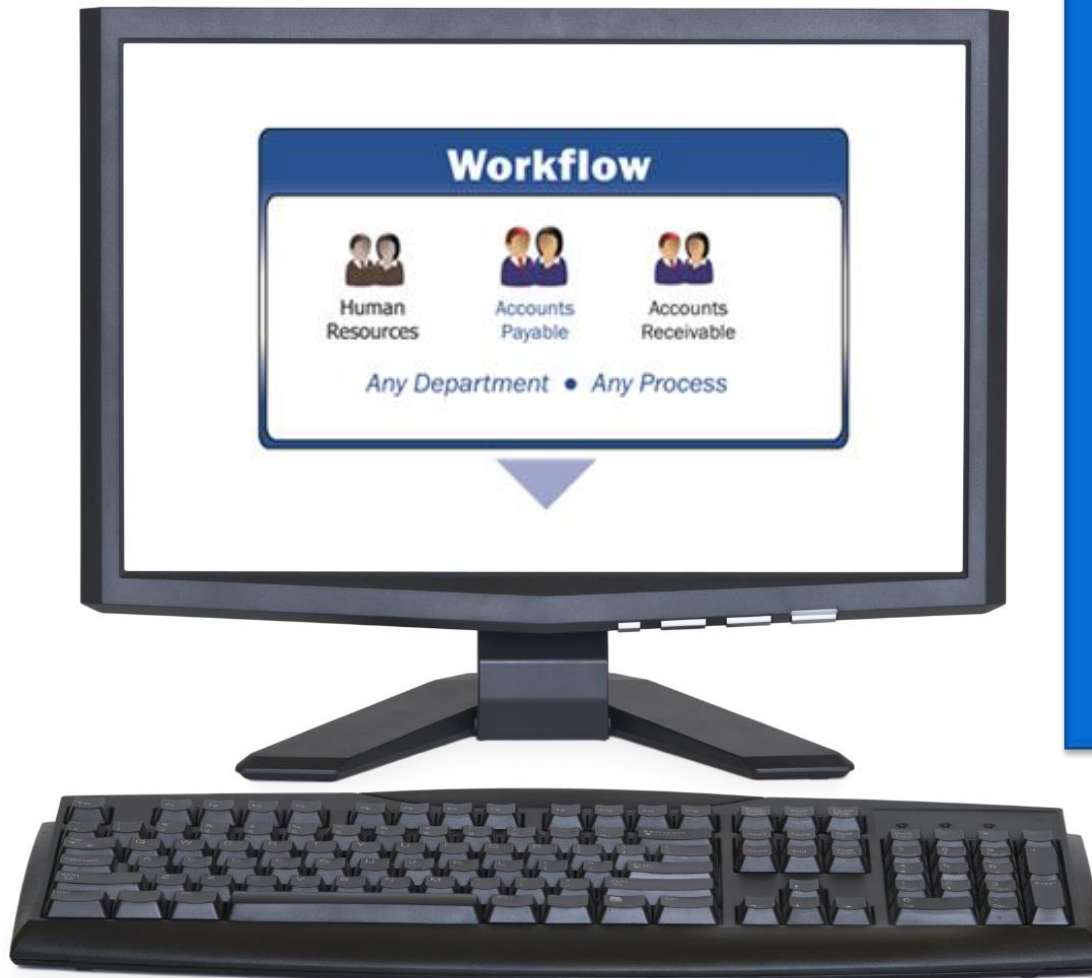 Workflow
Human
Resources
Accounts
Payable
Accounts
Receivable
Any Department • Any Process